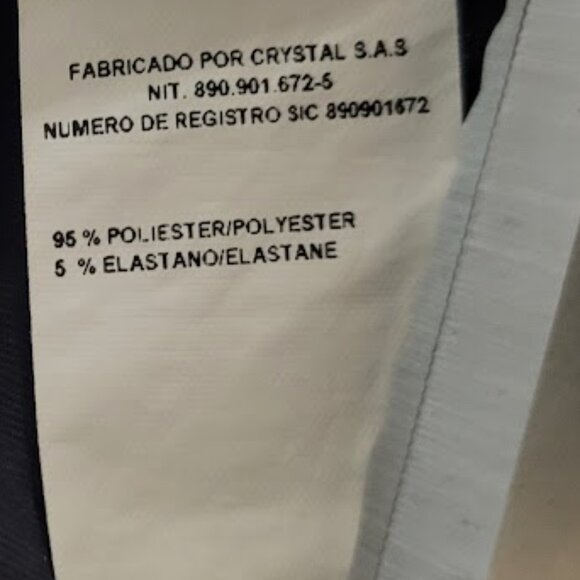 FABRICADO POR CRYSTAL S.A.S
NIT. 890.901.672-5
NUMERO DE REGISTRO SIC 890901672
95 % POLIESTER/POLYESTER
5 % ELASTANO/ELASTANE